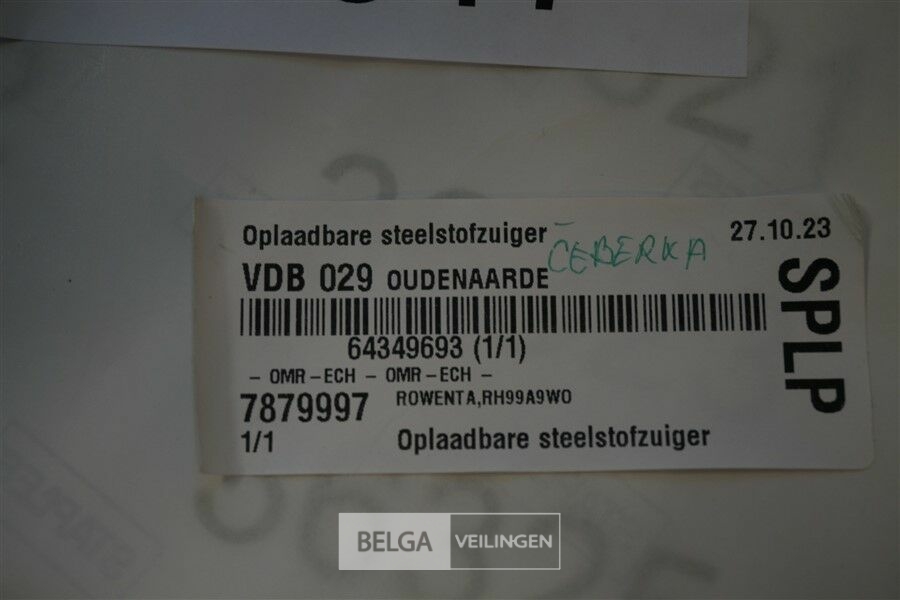 Oplaadbare steelstofzuiger 27.10.23
CEBERKA
VDB 029 OUDENAARDE
SPLP
64349693 (1/1)
- OMR-ECH - OMR-ECH -
7879997 ROWENTA,RH99A9WO
1/1 Oplaadbare steelstofzuiger
BELGA VEILINGEN